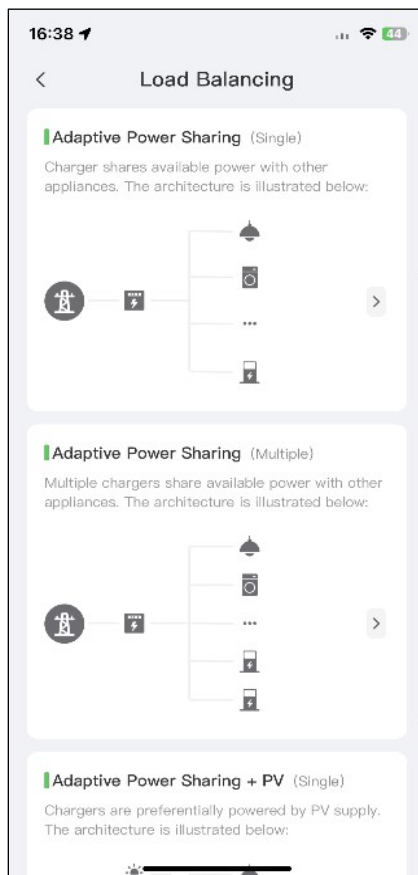 16:38
44
Load Balancing
Adaptive Power Sharing (Single)
Charger shares available power with other
appliances. The architecture is illustrated below:
Adaptive Power Sharing (Multiple)
Multiple chargers share available power with other
appliances. The architecture is illustrated below:
Adaptive Power Sharing + PV (Single)
Chargers are preferentially powered by PV supply.
The architecture is illustrated below: